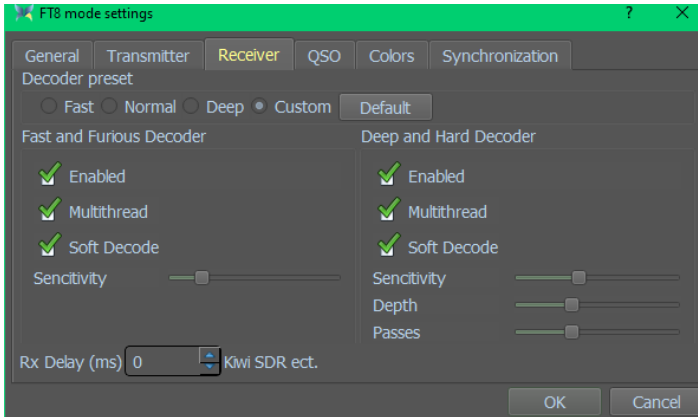 FT8 mode settings ? ×
General Transmitter Receiver QSO Colors Synchronization
Decoder preset
Fast Normal Deep Custom Default
Fast and Furious Decoder Deep and Hard Decoder
Enabled Enabled
Multithread Multithread
Soft Decode Soft Decode
Sencitivity Sencitivity
Depth
Passes
Rx Delay (ms) 0 Kiwi SDR ect.
OK Cancel